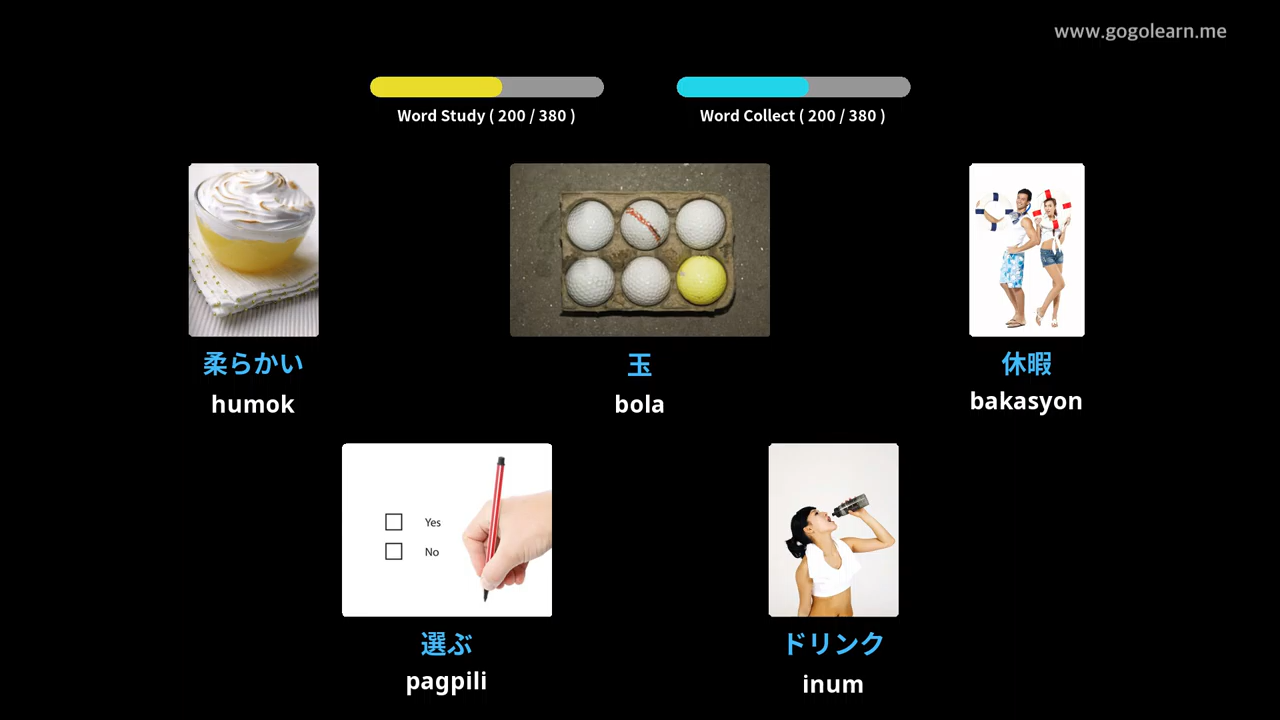 www.gogolearn.me
Word Study ( 200 / 380 )
Word Collect ( 200 / 380 )
柔らかい
humok
玉
bola
休暇
bakasyon
Yes
No
選ぶ
pagpili
ドリンク
inum